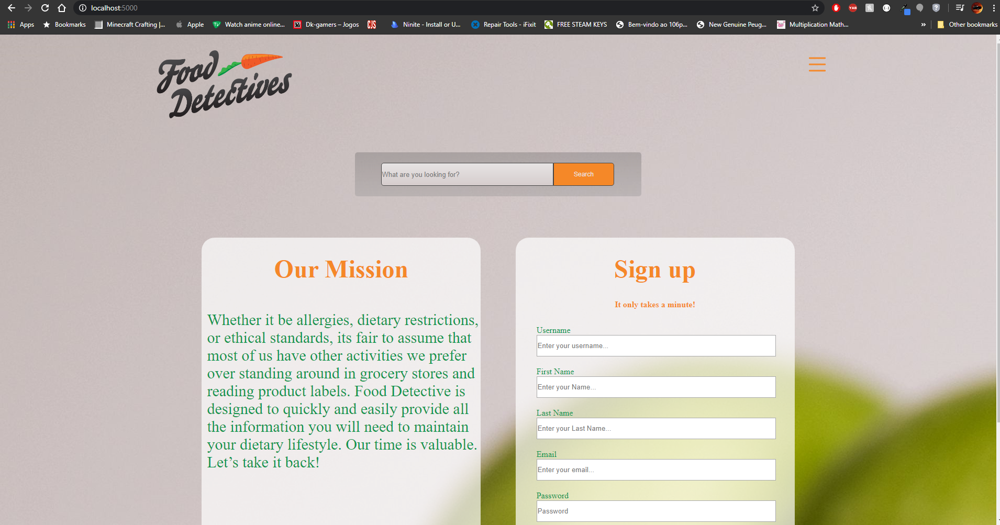 localhost:5000
Apps Bookmarks Minecraft Crafting |... Apple Watch anime online... Dk-gamers – Jogos CJS Ninite - Install or U... Repair Tools - iFixit FREE STEAM KEYS Bem-vindo ao 106p... New Genuine Peug... Multiplication Math... » Other bookmarks
Food
Detectives
What are you looking for? Search
Our Mission
Whether it be allergies, dietary restrictions,
or ethical standards, its fair to assume that
most of us have other activities we prefer
over standing around in grocery stores and
reading product labels. Food Detective is
designed to quickly and easily provide all
the information you will need to maintain
your dietary lifestyle. Our time is valuable.
Let’s take it back!
Sign up
It only takes a minute!
Username
Enter your username...
First Name
Enter your Name...
Last Name
Enter your Last Name...
Email
Enter your email...
Password
Password